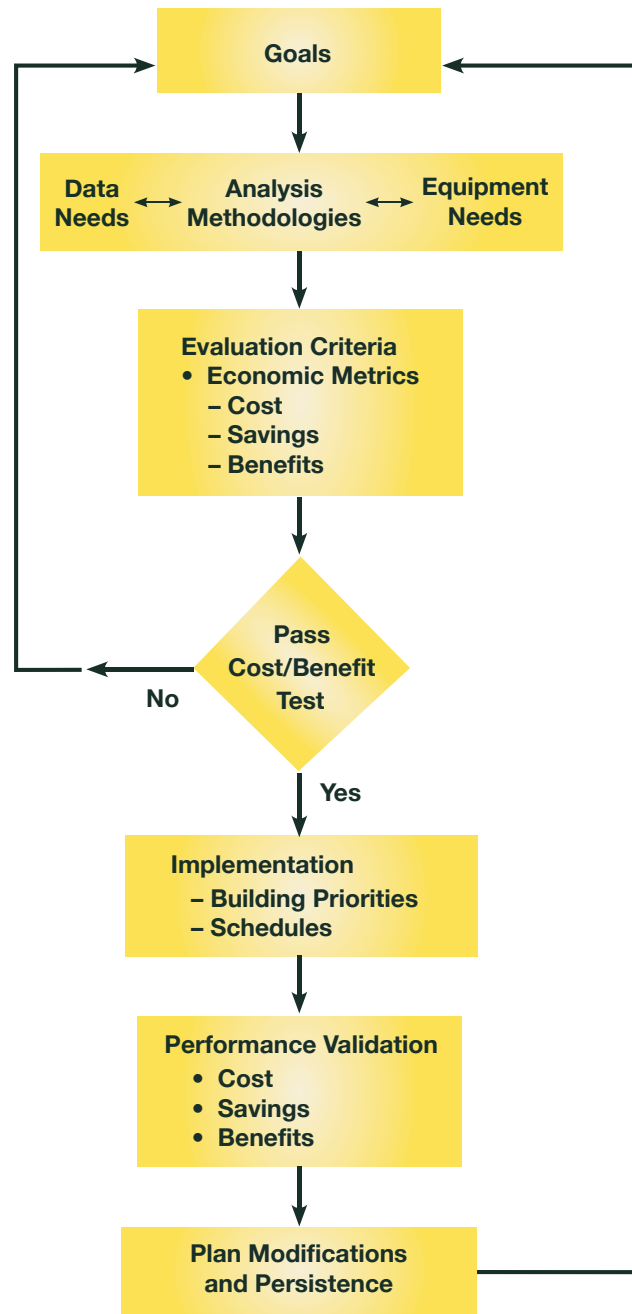 Goals
Data
Needs
Analysis
Methodologies
Equipment
Needs
Evaluation Criteria
• Economic Metrics
– Cost
– Savings
– Benefits
Pass
Cost/Benefit
Test
No
Yes
Implementation
– Building Priorities
– Schedules
Performance Validation
• Cost
• Savings
• Benefits
Plan Modifications
and Persistence